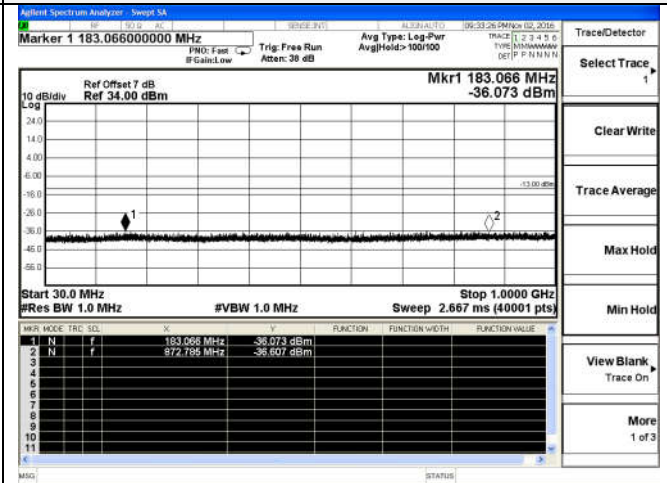 Agilent Spectrum Analyzer - Swept SA
RF 50 Ω AC SENSE:INT ALIGN AUTO 09:33:26 PM Nov 02, 2016
Marker 1 183.066000000 MHz
PNO: Fast Trig: Free Run Avg Type: Log-Pwr TRACE 1 2 3 4 5 6
IFGain:Low Atten: 38 dB Avg|Hold:>100/100 TYPE MMWWWW
DET P P N N N N
Ref Offset 7 dB Mkr1 183.066 MHz
10 dB/div Ref 34.00 dBm -36.073 dBm
Log
24.0
14.0
4.00
-6.00
-13.00 dBm
-16.0
-26.0
1 2
-36.0
-46.0
-56.0
Start 30.0 MHz Stop 1.0000 GHz
#Res BW 1.0 MHz #VBW 1.0 MHz Sweep 2.667 ms (40001 pts)
MKR MODE TRC SCL X Y FUNCTION FUNCTION WIDTH FUNCTION VALUE
1 N f 183.066 MHz -36.073 dBm
2 N f 872.785 MHz -36.607 dBm
3
4
5
6
7
8
9
10
11
MSG STATUS
Trace/Detector
Select Trace
1
Clear Write
Trace Average
Max Hold
Min Hold
View Blank
Trace On
More
1 of 3